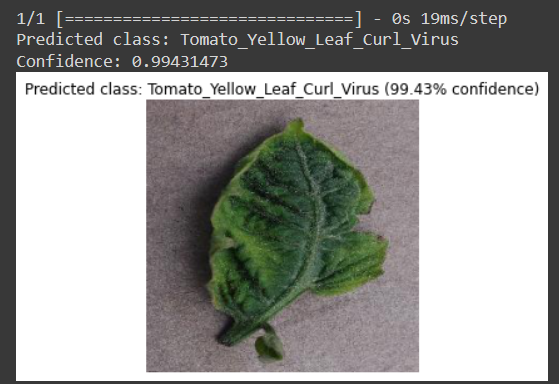 1/1 [==============================] - 0s 19ms/step
Predicted class: Tomato_Yellow_Leaf_Curl_Virus
Confidence: 0.99431473
Predicted class: Tomato_Yellow_Leaf_Curl_Virus (99.43% confidence)